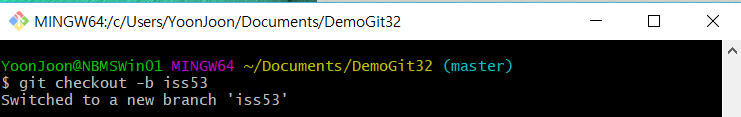 MINGW64:/c/Users/YoonJoon/Documents/DemoGit32
YoonJoon@NBMSWin01 MINGW64 ~/Documents/DemoGit32 (master)
$ git checkout -b iss53
Switched to a new branch 'iss53'